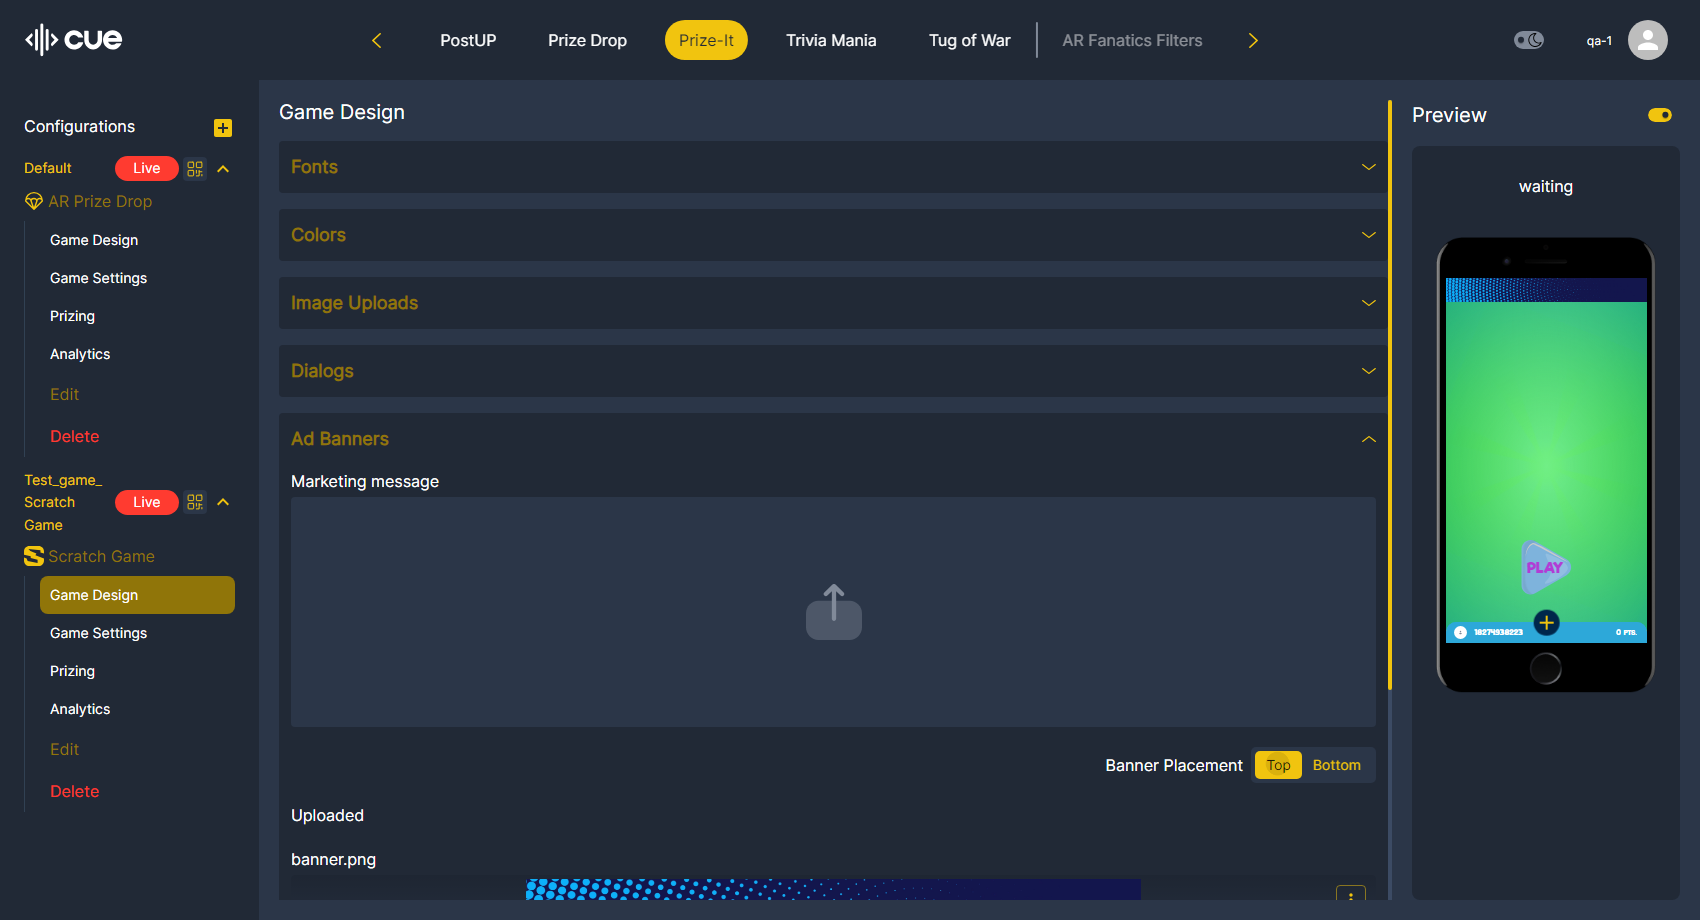 cue
PostUP
Prize Drop
Prize-It
Trivia Mania
Tug of War
AR Fanatics Filters
qa-1
Configurations
Default
Live
AR Prize Drop
Game Design
Game Settings
Prizing
Analytics
Edit
Delete
Test_game_
Scratch
Game
Live
Scratch Game
Game Design
Game Settings
Prizing
Analytics
Edit
Delete
Game Design
Fonts
Colors
Image Uploads
Dialogs
Ad Banners
Marketing message
Banner Placement
Top
Bottom
Uploaded
banner.png
Preview
waiting
PLAY
18274938223
0 PTS.